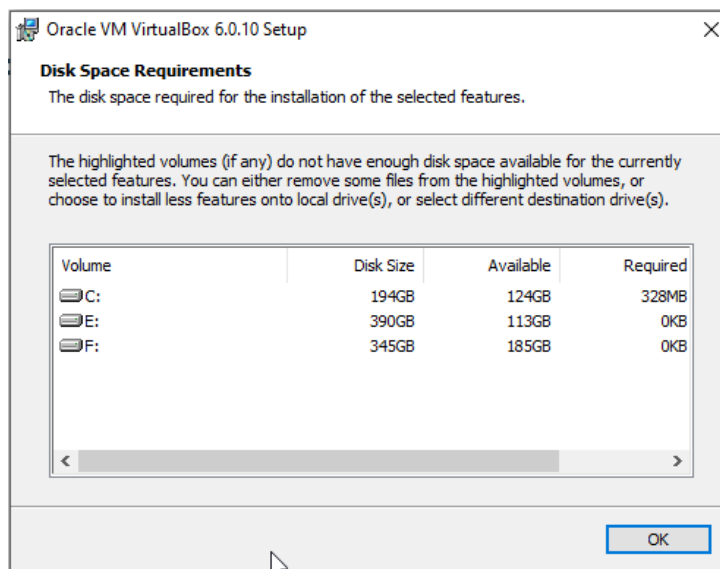 Oracle VM VirtualBox 6.0.10 Setup
Disk Space Requirements
The disk space required for the installation of the selected features.
The highlighted volumes (if any) do not have enough disk space available for the currently
selected features. You can either remove some files from the highlighted volumes, or
choose to install less features onto local drive(s), or select different destination drive(s).
Volume Disk Size Available Required
C: 194GB 124GB 328MB
E: 390GB 113GB 0KB
F: 345GB 185GB 0KB
OK